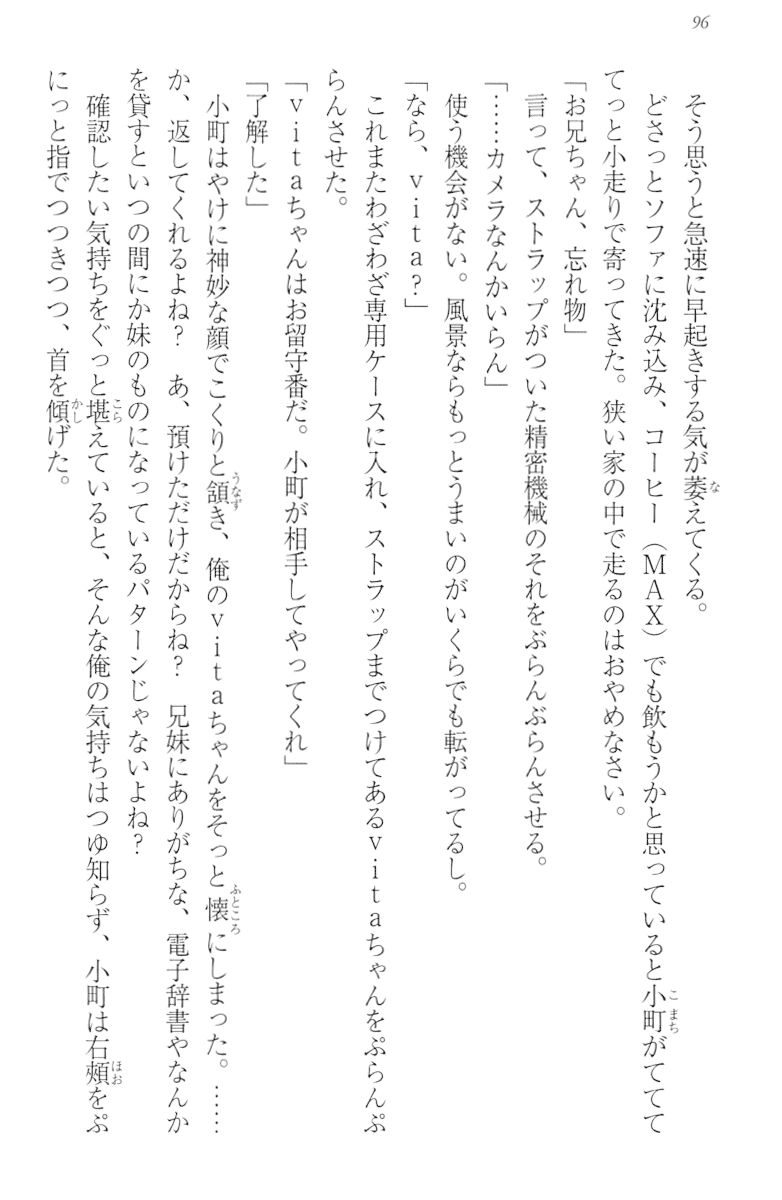 96
そう思うと急速に早起きする気が萎えてくる。
どさっとソファに沈み込み、コーヒー（MAX）でも飲もうかと思っていると小町がててて
てっと小走りで寄ってきた。狭い家の中で走るのはおやめなさい。
「お兄ちゃん、忘れ物」
言って、ストラップがついた精密機械のそれをぶらんぶらんさせる。
「……カメラなんかいらん」
使う機会がない。風景ならもっとうまいのがいくらでも転がってるし。
「なら、vita?」
これまたわざわざ専用ケースに入れ、ストラップまでつけてあるvitaちゃんをぷらんぷ
らんさせた。
「vitaちゃんはお留守番だ。小町が相手してやってくれ」
「了解した」
小町はやけに神妙な顔でこくりと頷き、俺のvitaちゃんをそっと懐にしまった。……
か、返してくれるよね？　あ、預けただけだからね？　兄妹にありがちな、電子辞書やなんか
を貸すといつの間にか妹のものになっているパターンじゃないよね？
確認したい気持ちをぐっと堪えていると、そんな俺の気持ちはつゆ知らず、小町は右頰をぷ
にっと指でつつきつつ、首を傾げた。